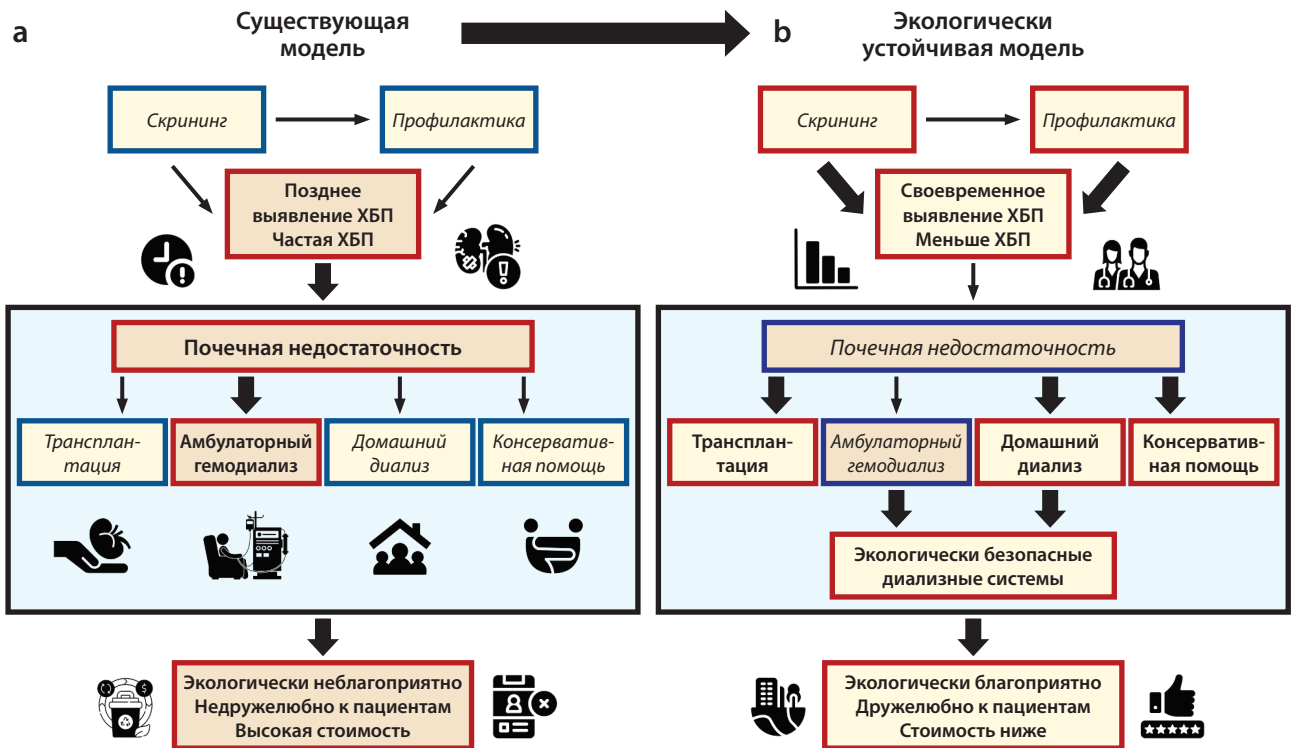 a
Существующая
модель
Скрининг
Профилактика
Позднее
выявление ХБП
Частая ХБП
Почечная недостаточность
Трансплан-
тация
Амбулаторный
гемодиализ
Домашний
диализ
Консерватив-
ная помощь
Экологически неблагоприятно
Недружелюбно к пациентам
Высокая стоимость
b
Экологически
устойчивая модель
Скрининг
Профилактика
Своевременное
выявление ХБП
Меньше ХБП
Почечная недостаточность
Трансплан-
тация
Амбулаторный
гемодиализ
Домашний
диализ
Консерватив-
ная помощь
Экологически безопасные
диализные системы
Экологически благоприятно
Дружелюбно к пациентам
Стоимость ниже